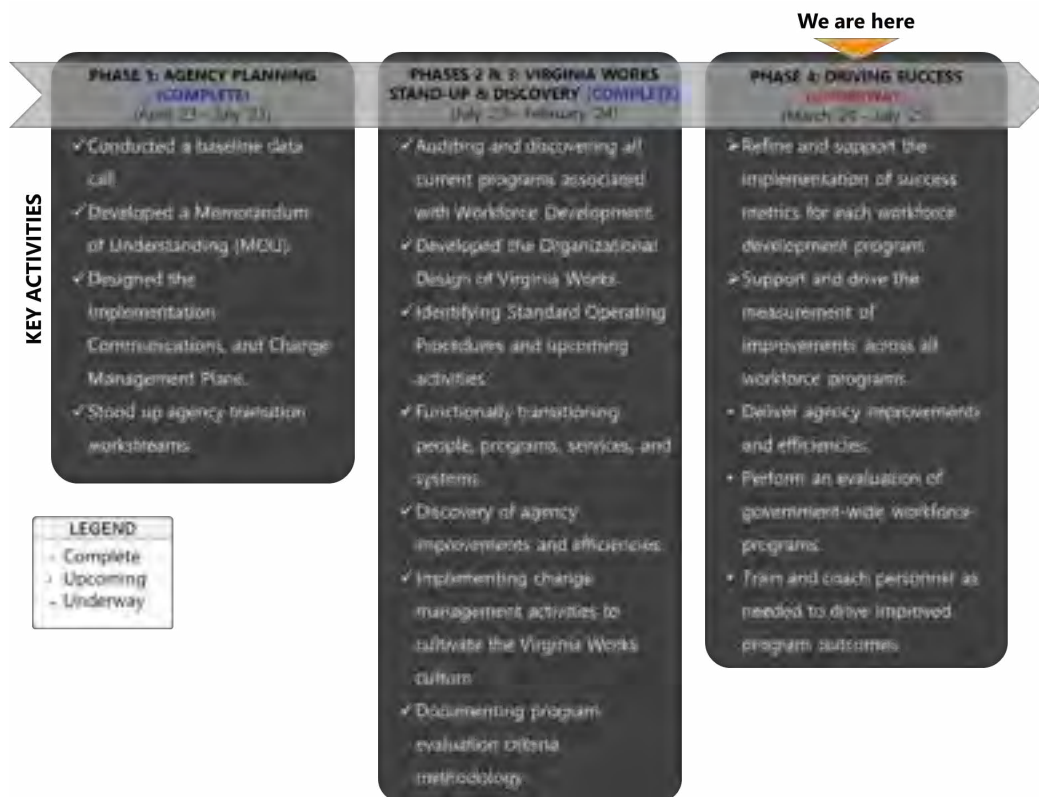 We are here
PHASE 1: AGENCY PLANNING
(COMPLETE)
(April '23 – July '23)
✓Conducted a baseline data
call
✓Developed a Memorandum
of Understanding (MOU).
✓Designed the
Implementation
Communications, and Change
Management Plans.
✓Stood up agency transition
workstreams
PHASES 2 & 3: VIRGINIA WORKS
STAND-UP & DISCOVERY (COMPLETE)
(July '23 – February '24)
✓Auditing and discovering all
current programs associated
with Workforce Development.
✓Developed the Organizational
Design of Virginia Works.
✓Identifying Standard Operating
Procedures and upcoming
activities
✓Functionally transitioning
people, programs, services, and
systems.
✓Discovery of agency
improvements and efficiencies
✓Implementing change
management activities to
cultivate the Virginia Works
culture
✓Documenting program
evaluation criteria
methodology
PHASE 4: DRIVING SUCCESS
(UNDERWAY)
(March '24 – July '25)
➢Refine and support the
implementation of success
metrics for each workforce
development program
➢Support and drive the
measurement of
improvements across all
workforce programs
• Deliver agency improvements
and efficiencies.
• Perform an evaluation of
government-wide workforce
programs.
• Train and coach personnel as
needed to drive improved
program outcomes
KEY ACTIVITIES
LEGEND
Complete
Upcoming
Underway